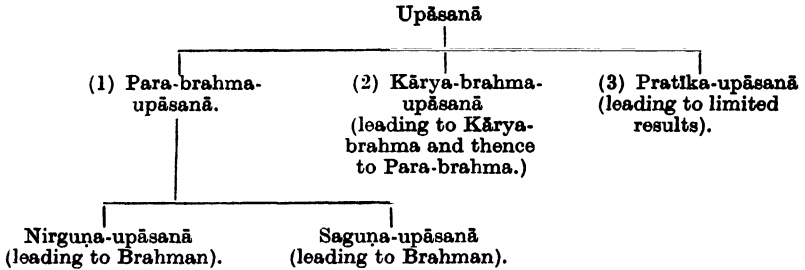 Upāsanā
(1) Para-brahma-
upāsanā.
(2) Kārya-brahma-
upāsanā
(leading to Kārya-
brahma and thence
to Para-brahma.)
(3) Pratīka-upāsanā
(leading to limited
results).
Nirguṇa-upāsanā
(leading to Brahman).
Saguṇa-upāsanā
(leading to Brahman).